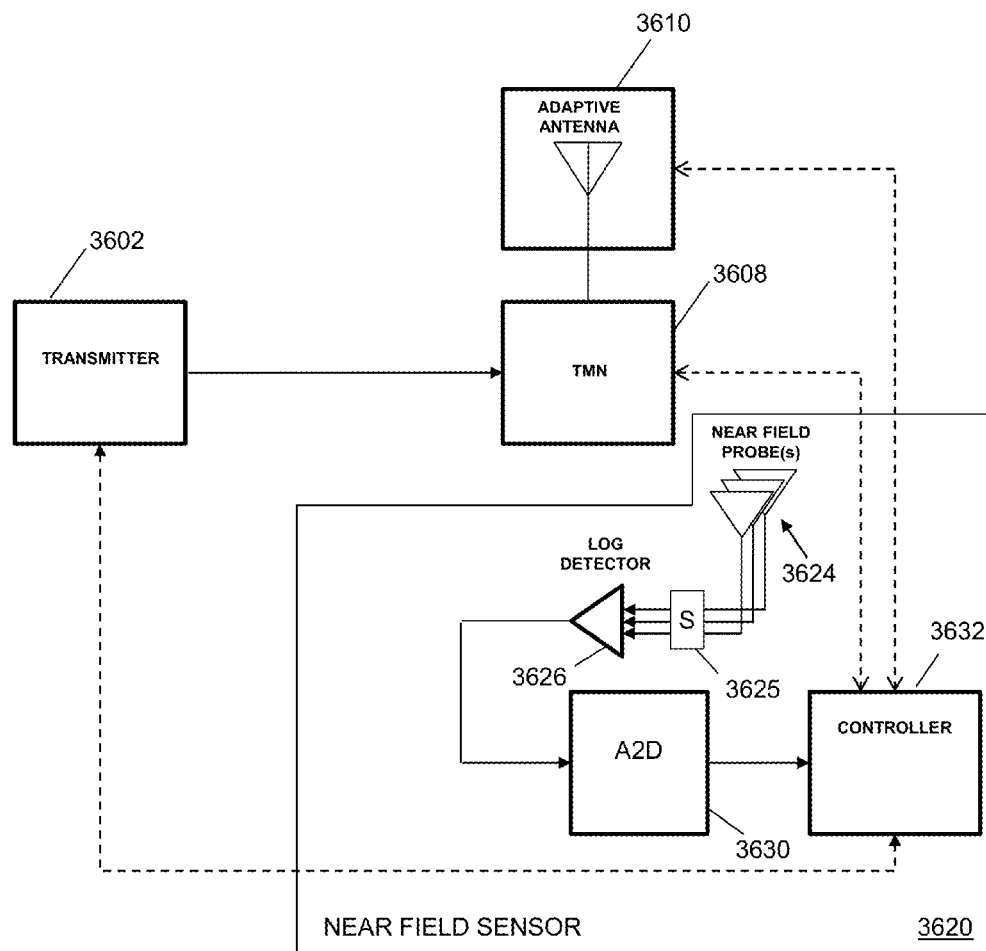 3610
ADAPTIVE
ANTENNA
3602
3608
TRANSMITTER
TMN
NEAR FIELD
PROBE(s)
3624
LOG
DETECTOR
S
3626
3625
3632
CONTROLLER
A2D
3630
NEAR FIELD SENSOR
3620